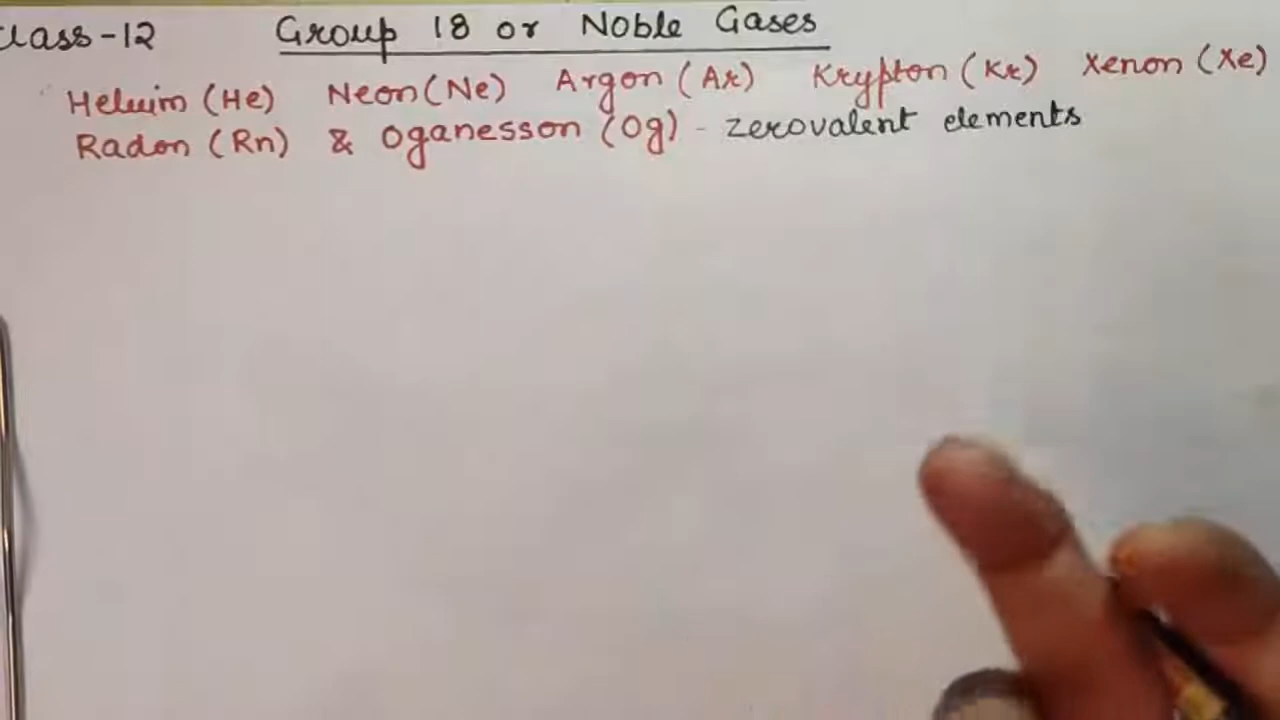 Class-12 Group 18 or Noble Gases
Heluim (He) Neon (Ne) Argon (Ar) Krypton (Kr) Xenon (Xe)
Radon (Rn) & Oganesson (Og) - zerovalent elements